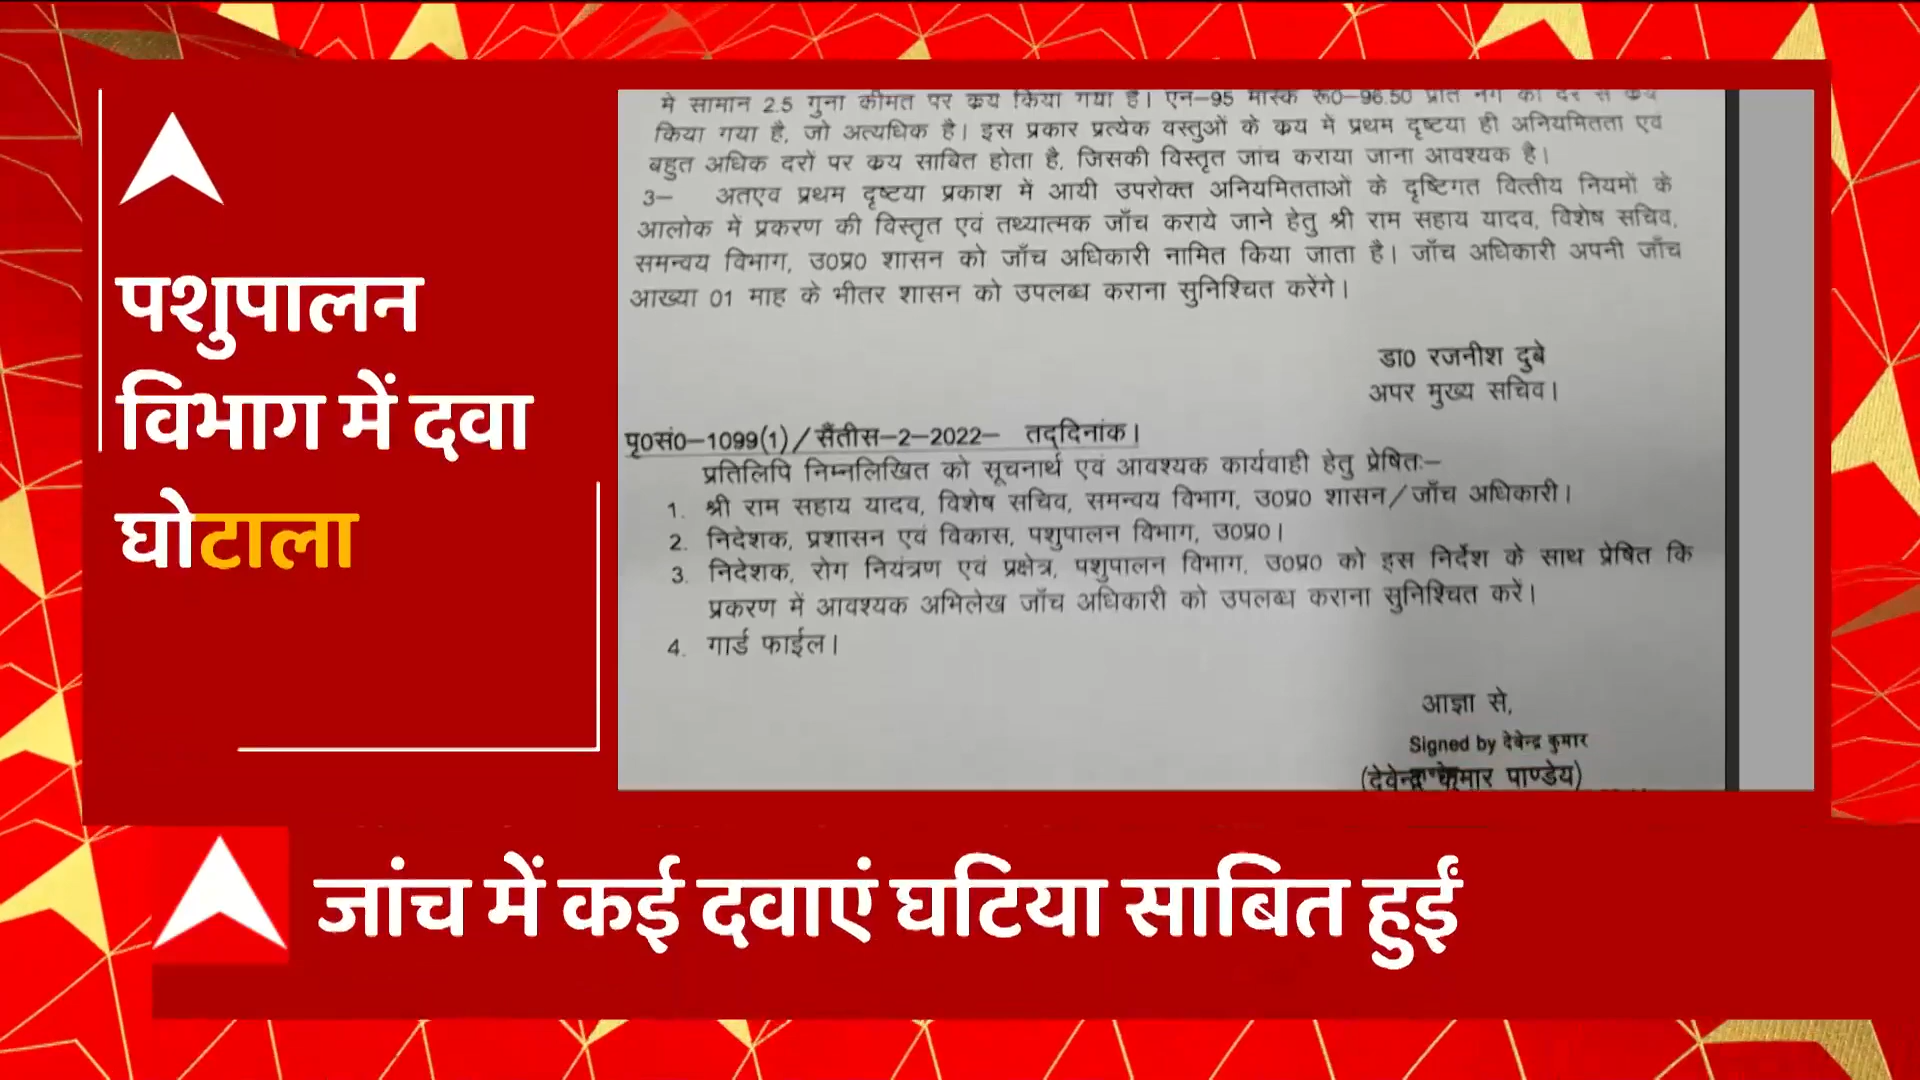 पशुपालन
विभाग में दवा
घोटाला
मे सामान 2.5 गुना कीमत पर क्रय किया गया है। एन–95 मास्क रू0–96.50 प्रति नग की दर से क्रय
किया गया है, जो अत्यधिक है। इस प्रकार प्रत्येक वस्तुओं के क्रय में प्रथम दृष्टया ही अनियमितता एवं
बहुत अधिक दरों पर क्रय साबित होता है, जिसकी विस्तृत जांच कराया जाना आवश्यक है।
3– अतएव प्रथम दृष्टया प्रकाश में आयी उपरोक्त अनियमितताओं के दृष्टिगत वित्तीय नियमों के
आलोक में प्रकरण की विस्तृत एवं तथ्यात्मक जाँच कराये जाने हेतु श्री राम सहाय यादव, विशेष सचिव,
समन्वय विभाग, उ0प्र0 शासन को जाँच अधिकारी नामित किया जाता है। जाँच अधिकारी अपनी जाँच
आख्या 01 माह के भीतर शासन को उपलब्ध कराना सुनिश्चित करेंगे।
डा0 रजनीश दुबे
अपर मुख्य सचिव।
पृ0सं0–1099(1)/सैंतीस–2–2022– तद्दिनांक।
प्रतिलिपि निम्नलिखित को सूचनार्थ एवं आवश्यक कार्यवाही हेतु प्रेषितः–
1. श्री राम सहाय यादव, विशेष सचिव, समन्वय विभाग, उ0प्र0 शासन/जाँच अधिकारी।
2. निदेशक, प्रशासन एवं विकास, पशुपालन विभाग, उ0प्र0।
3. निदेशक, रोग नियंत्रण एवं प्रक्षेत्र, पशुपालन विभाग, उ0प्र0 को इस निर्देश के साथ प्रेषित कि
प्रकरण में आवश्यक अभिलेख जाँच अधिकारी को उपलब्ध कराना सुनिश्चित करें।
4. गार्ड फाईल।
आज्ञा से,
Signed by देवेन्द्र कुमार
(देवेन्द्र कुमार पाण्डेय)
जांच में कई दवाएं घटिया साबित हुईं